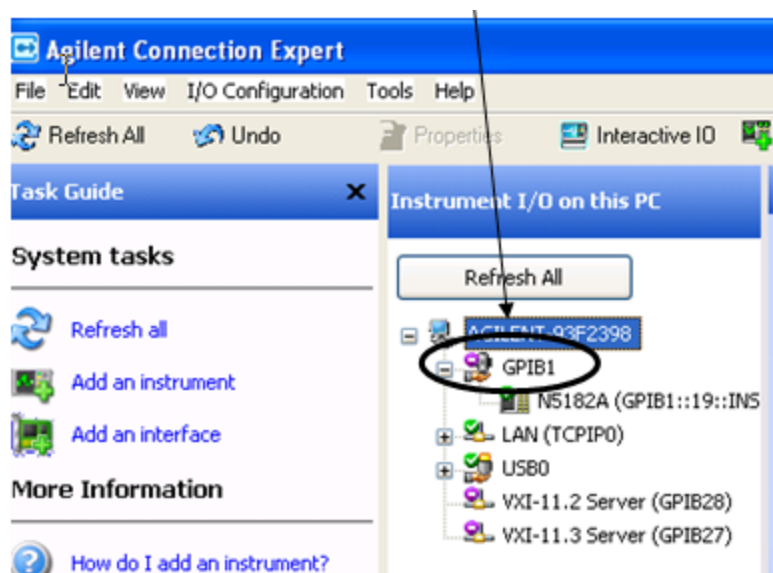 Agilent Connection Expert
File Edit View I/O Configuration Tools Help
Refresh All Undo Properties Interactive IO
Task Guide
System tasks
Refresh all
Add an instrument
Add an interface
More Information
How do I add an instrument?
Instrument I/O on this PC
Refresh All
AGILENT-93F2398
GPIB1
N5182A (GPIB1::19::INS
LAN (TCPIP0)
USB0
VXI-11.2 Server (GPIB28)
VXI-11.3 Server (GPIB27)